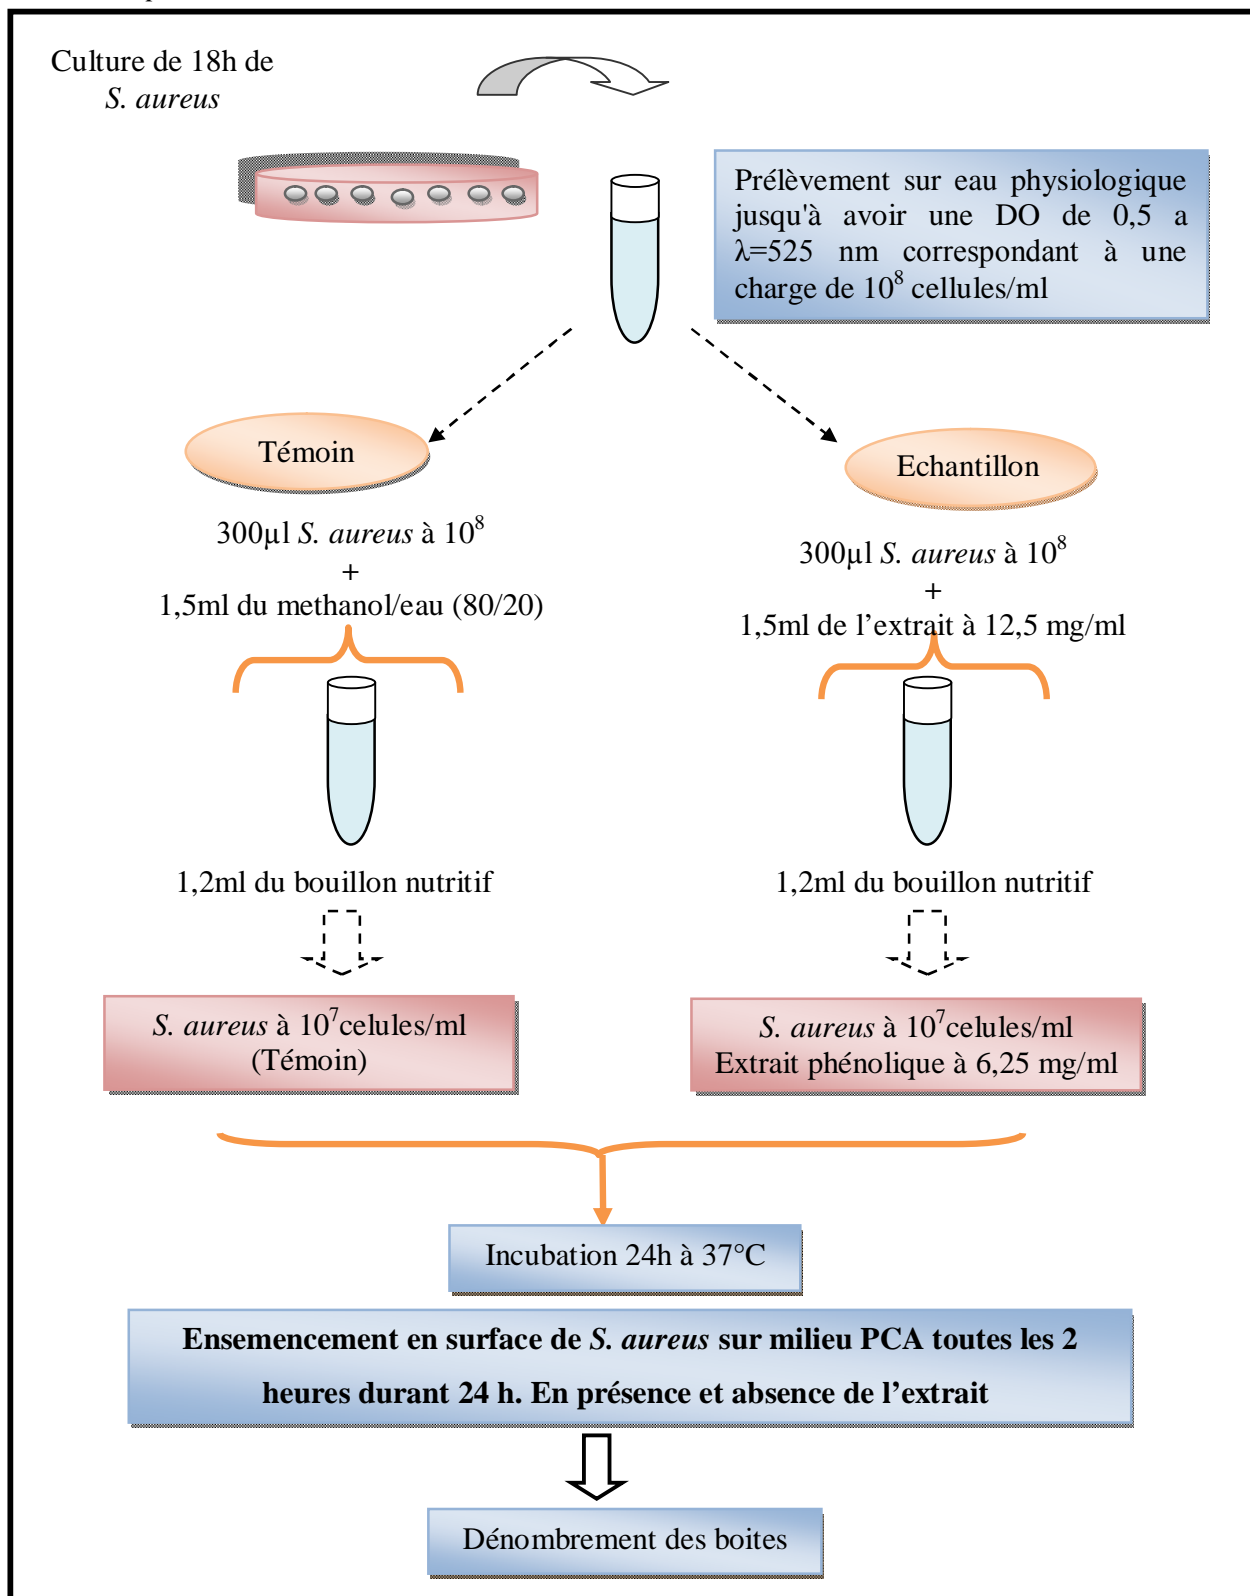 Culture de 18h de
S. aureus
Prélèvement sur eau physiologique
jusqu'à avoir une DO de 0,5 a
λ=525 nm correspondant à une
charge de 10⁸ cellules/ml
Témoin
Echantillon
300µl S. aureus à 10⁸
+
1,5ml du methanol/eau (80/20)
300µl S. aureus à 10⁸
+
1,5ml de l’extrait à 12,5 mg/ml
1,2ml du bouillon nutritif
1,2ml du bouillon nutritif
S. aureus à 10⁷celules/ml
(Témoin)
S. aureus à 10⁷celules/ml
Extrait phénolique à 6,25 mg/ml
Incubation 24h à 37°C
Ensemencement en surface de S. aureus sur milieu PCA toutes les 2
heures durant 24 h. En présence et absence de l’extrait
Dénombrement des boites